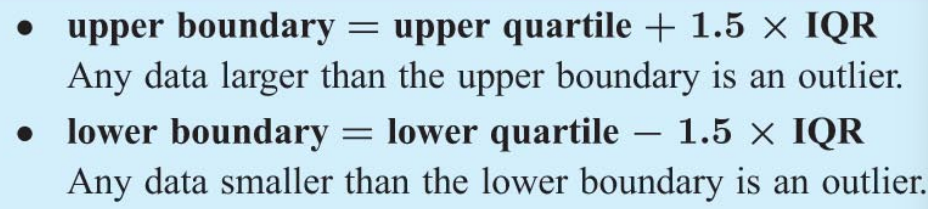 • upper boundary = upper quartile + 1.5 × IQR
Any data larger than the upper boundary is an outlier.
• lower boundary = lower quartile − 1.5 × IQR
Any data smaller than the lower boundary is an outlier.